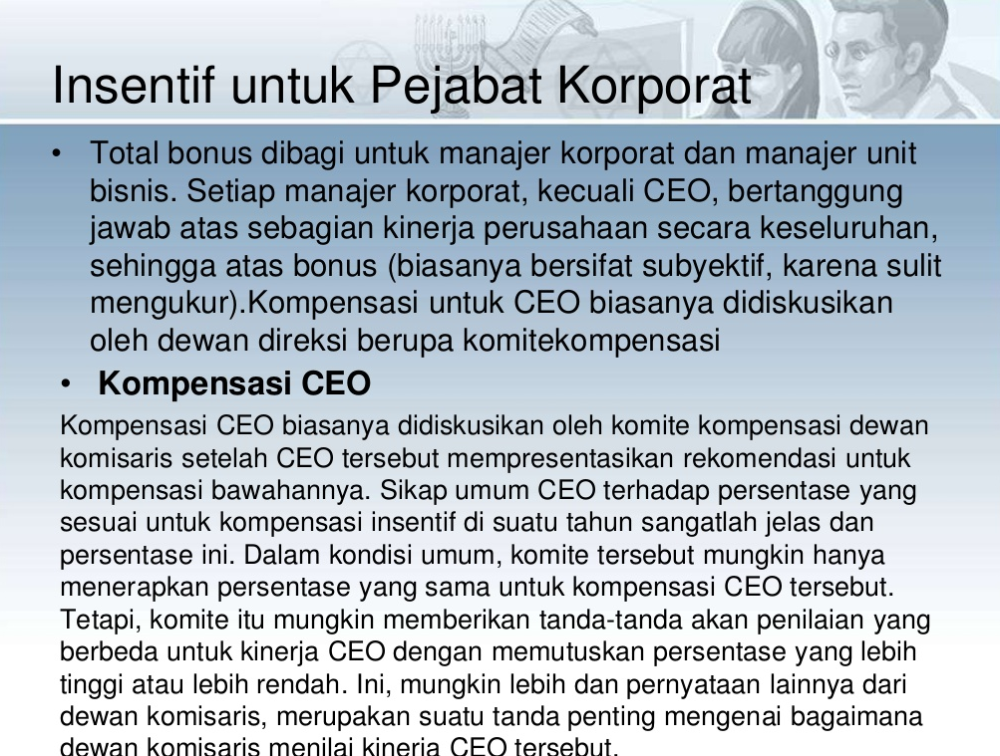 Insentif untuk Pejabat Korporat
• Total bonus dibagi untuk manajer korporat dan manajer unit
bisnis. Setiap manajer korporat, kecuali CEO, bertanggung
jawab atas sebagian kinerja perusahaan secara keseluruhan,
sehingga atas bonus (biasanya bersifat subyektif, karena sulit
mengukur).Kompensasi untuk CEO biasanya didiskusikan
oleh dewan direksi berupa komitekompensasi
• Kompensasi CEO
Kompensasi CEO biasanya didiskusikan oleh komite kompensasi dewan
komisaris setelah CEO tersebut mempresentasikan rekomendasi untuk
kompensasi bawahannya. Sikap umum CEO terhadap persentase yang
sesuai untuk kompensasi insentif di suatu tahun sangatlah jelas dan
persentase ini. Dalam kondisi umum, komite tersebut mungkin hanya
menerapkan persentase yang sama untuk kompensasi CEO tersebut.
Tetapi, komite itu mungkin memberikan tanda-tanda akan penilaian yang
berbeda untuk kinerja CEO dengan memutuskan persentase yang lebih
tinggi atau lebih rendah. Ini, mungkin lebih dan pernyataan lainnya dari
dewan komisaris, merupakan suatu tanda penting mengenai bagaimana
dewan komisaris menilai kinerja CEO tersebut.